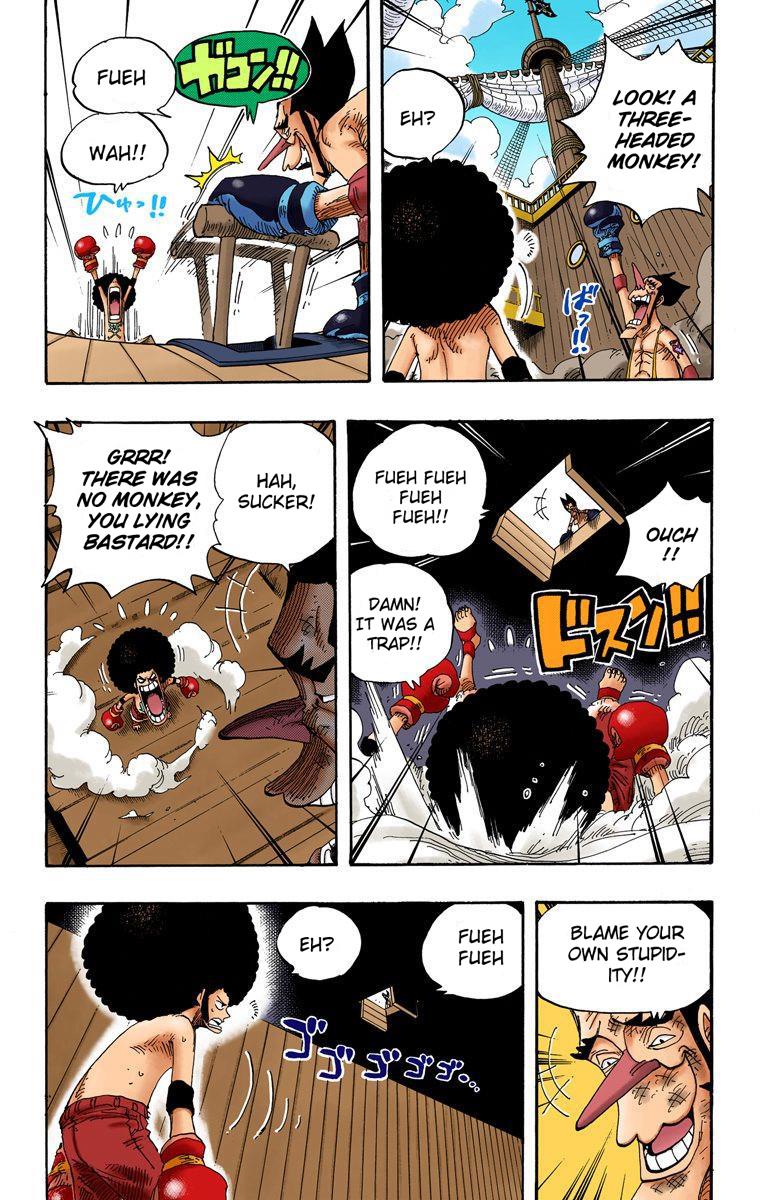 LOOK! A
THREE-
HEADED
MONKEY!
EH?
ばっ!!
ガコン!!
FUEH
WAH!!
ひゅっ!!
OUCH
!!
FUEH FUEH
FUEH
FUEH!!
ドスン!!
DAMN!
IT WAS A
TRAP!!
HAH,
SUCKER!
GRRR!
THERE WAS
NO MONKEY,
YOU LYING
BASTARD!!
BLAME YOUR
OWN STUPID-
ITY!!
FUEH
FUEH
EH?
ゴゴゴゴゴ...